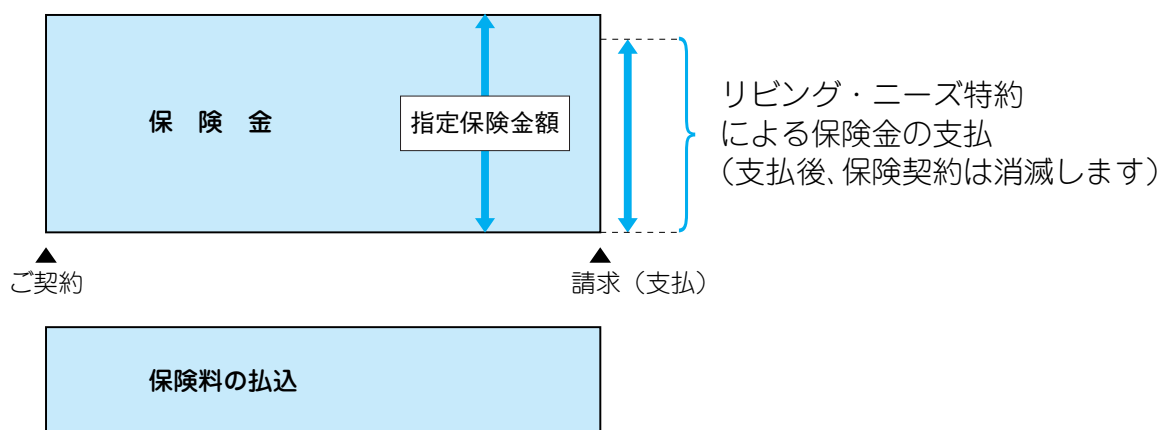 保　険　金
指定保険金額
リビング・ニーズ特約
による保険金の支払
（支払後、保険契約は消滅します）
▲
▲
ご契約
請求（支払）
保険料の払込